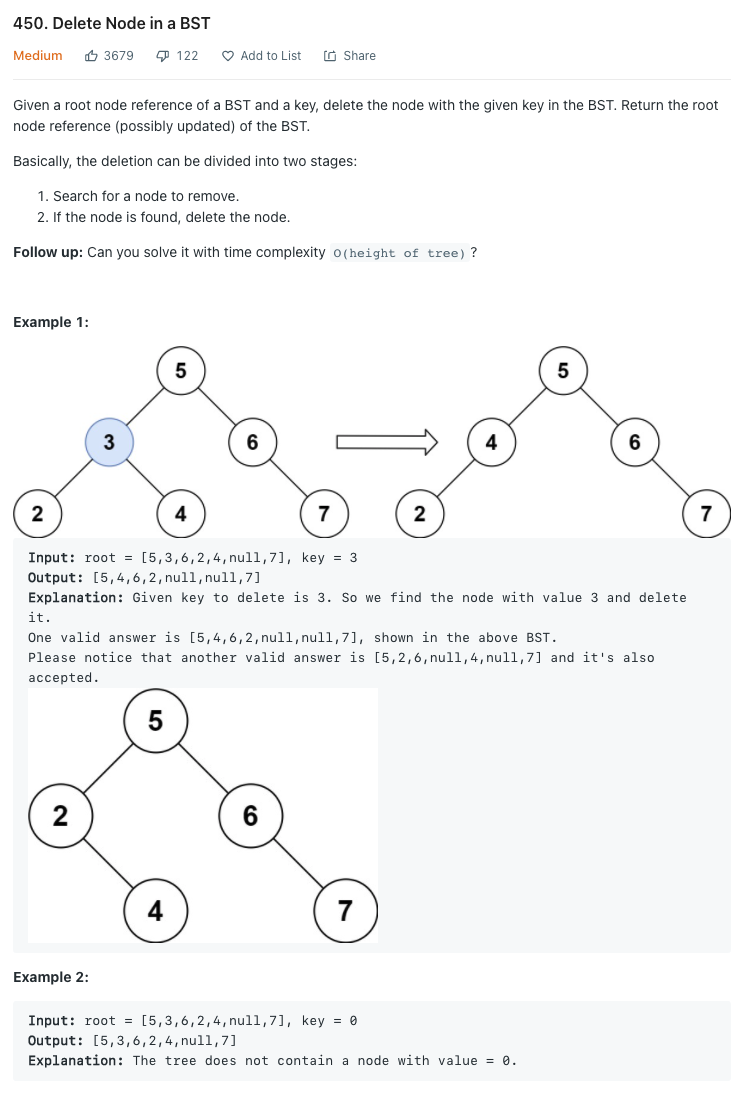 450. Delete Node in a BST
Medium 3679 122 Add to List Share
Given a root node reference of a BST and a key, delete the node with the given key in the BST. Return the root
node reference (possibly updated) of the BST.
Basically, the deletion can be divided into two stages:
1. Search for a node to remove.
2. If the node is found, delete the node.
Follow up: Can you solve it with time complexity O(height of tree) ?
Example 1:
5 5
3 6 4 6
2 4 7 2 7
Input: root = [5,3,6,2,4,null,7], key = 3
Output: [5,4,6,2,null,null,7]
Explanation: Given key to delete is 3. So we find the node with value 3 and delete
it.
One valid answer is [5,4,6,2,null,null,7], shown in the above BST.
Please notice that another valid answer is [5,2,6,null,4,null,7] and it's also
accepted.
5
2 6
4 7
Example 2:
Input: root = [5,3,6,2,4,null,7], key = 0
Output: [5,3,6,2,4,null,7]
Explanation: The tree does not contain a node with value = 0.